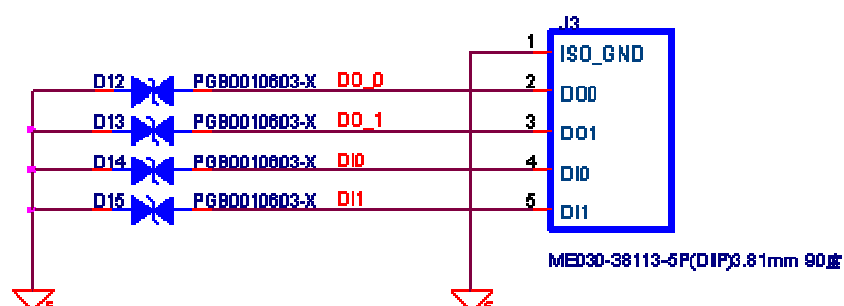 J3
1 ISO_GND
D12 PGB0010603-X DO_0 2 DO0
D13 PGB0010603-X DO_1 3 DO1
D14 PGB0010603-X DI0 4 DI0
D15 PGB0010603-X DI1 5 DI1
ME030-38113-5P(DIP)3.81mm 90度